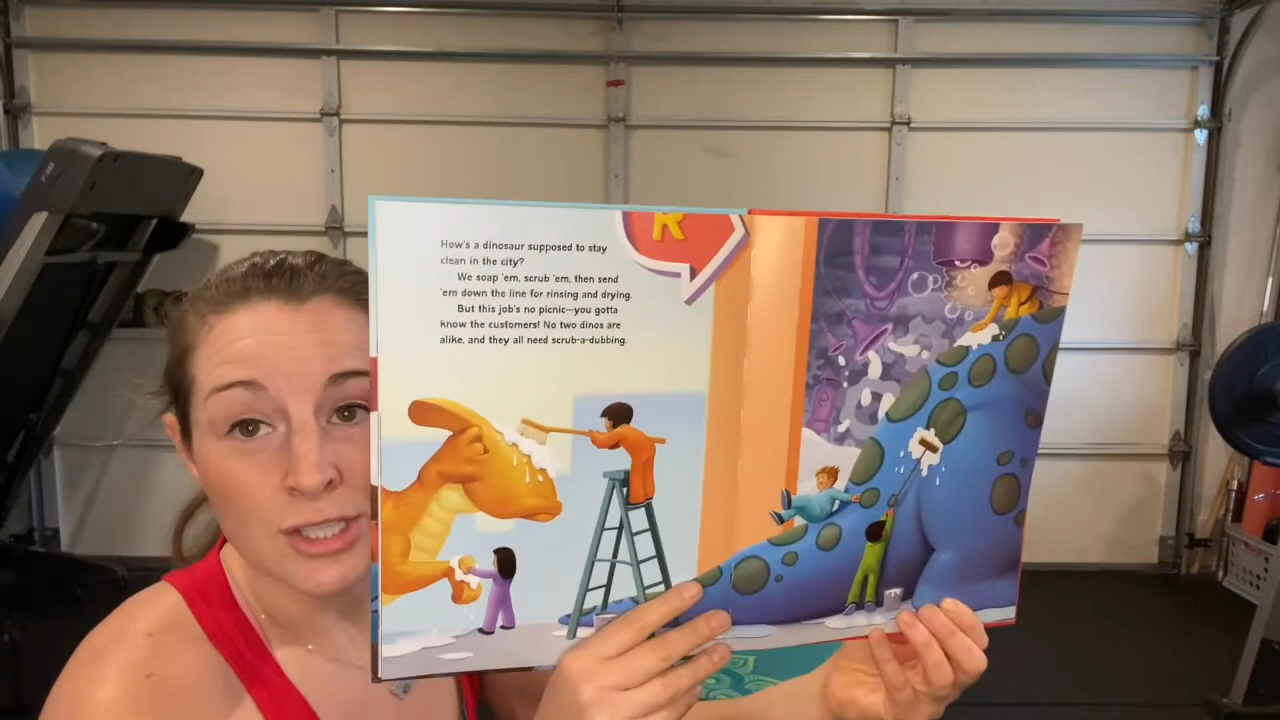 R
How's a dinosaur supposed to stay
clean in the city?
We soap 'em, scrub 'em, then send
'em down the line for rinsing and drying.
But this job's no picnic—you gotta
know the customers! No two dinos are
alike, and they all need scrub-a-dubbing.